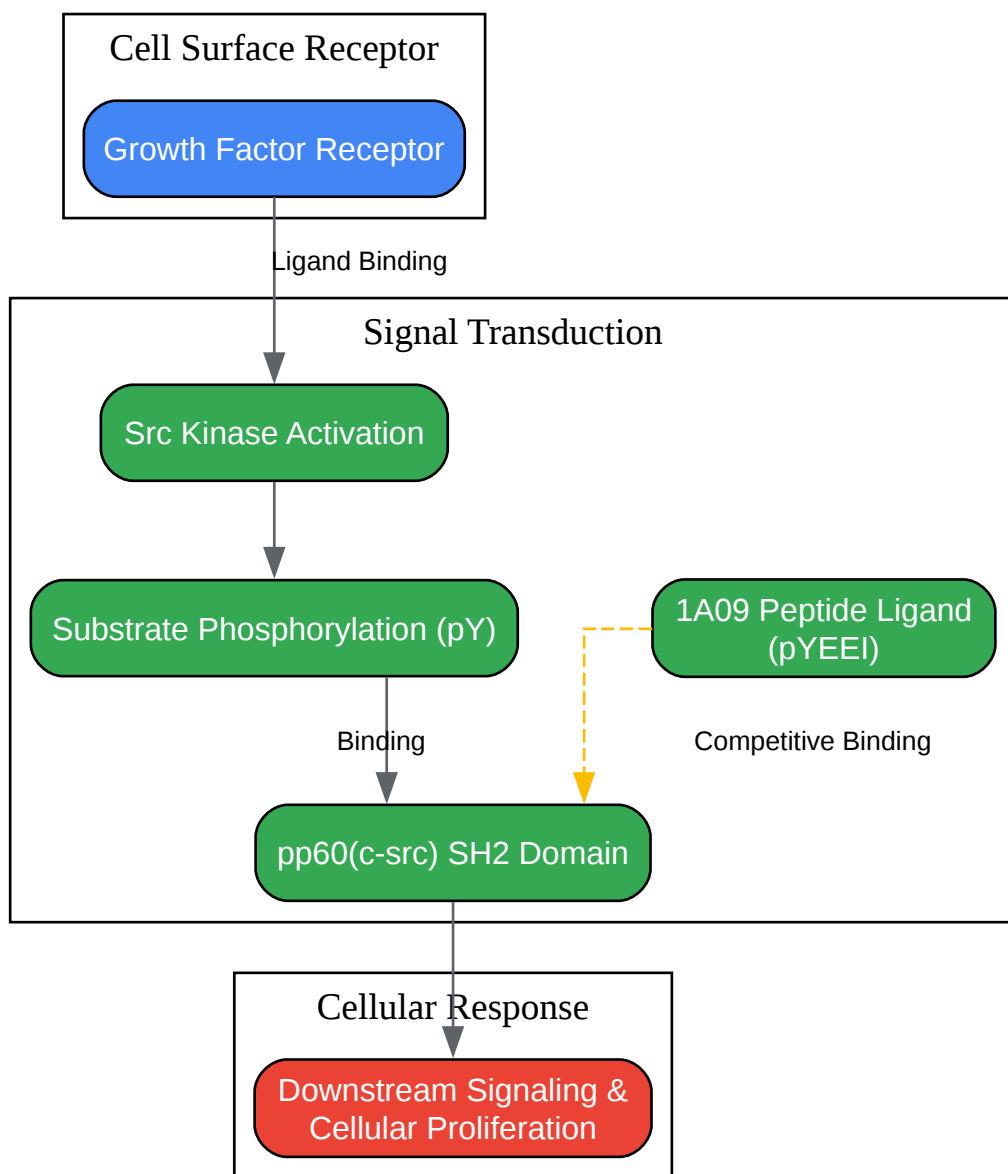 Cell Surface Receptor
Growth Factor Receptor
Ligand Binding
Signal Transduction
Src Kinase Activation
Substrate Phosphorylation (pY)
1A09 Peptide Ligand
(pYEEI)
Binding
Competitive Binding
pp60(c-src) SH2 Domain
Cellular Response
Downstream Signaling &
Cellular Proliferation